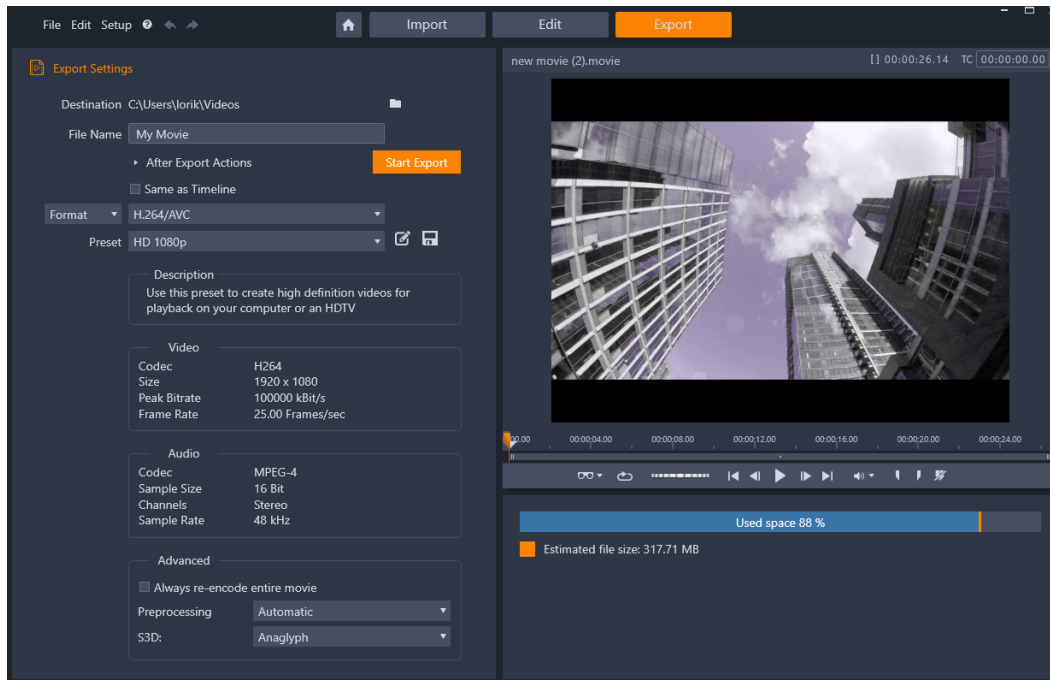 File Edit Setup ?
Import
Edit
Export
Export Settings
new movie (2).movie
[] 00:00:26.14 TC 00:00:00.00
Destination C:\Users\lorik\Videos
File Name My Movie
After Export Actions
Start Export
Same as Timeline
Format H.264/AVC
Preset HD 1080p
Description
Use this preset to create high definition videos for
playback on your computer or an HDTV
Video
Codec H264
Size 1920 x 1080
Peak Bitrate 100000 kBit/s
Frame Rate 25.00 Frames/sec
Audio
Codec MPEG-4
Sample Size 16 Bit
Channels Stereo
Sample Rate 48 kHz
Advanced
Always re-encode entire movie
Preprocessing Automatic
S3D: Anaglyph
00.00 00:00:04.00 00:00:08.00 00:00:12.00 00:00:16.00 00:00:20.00 00:00:24.00
Used space 88 %
Estimated file size: 317.71 MB